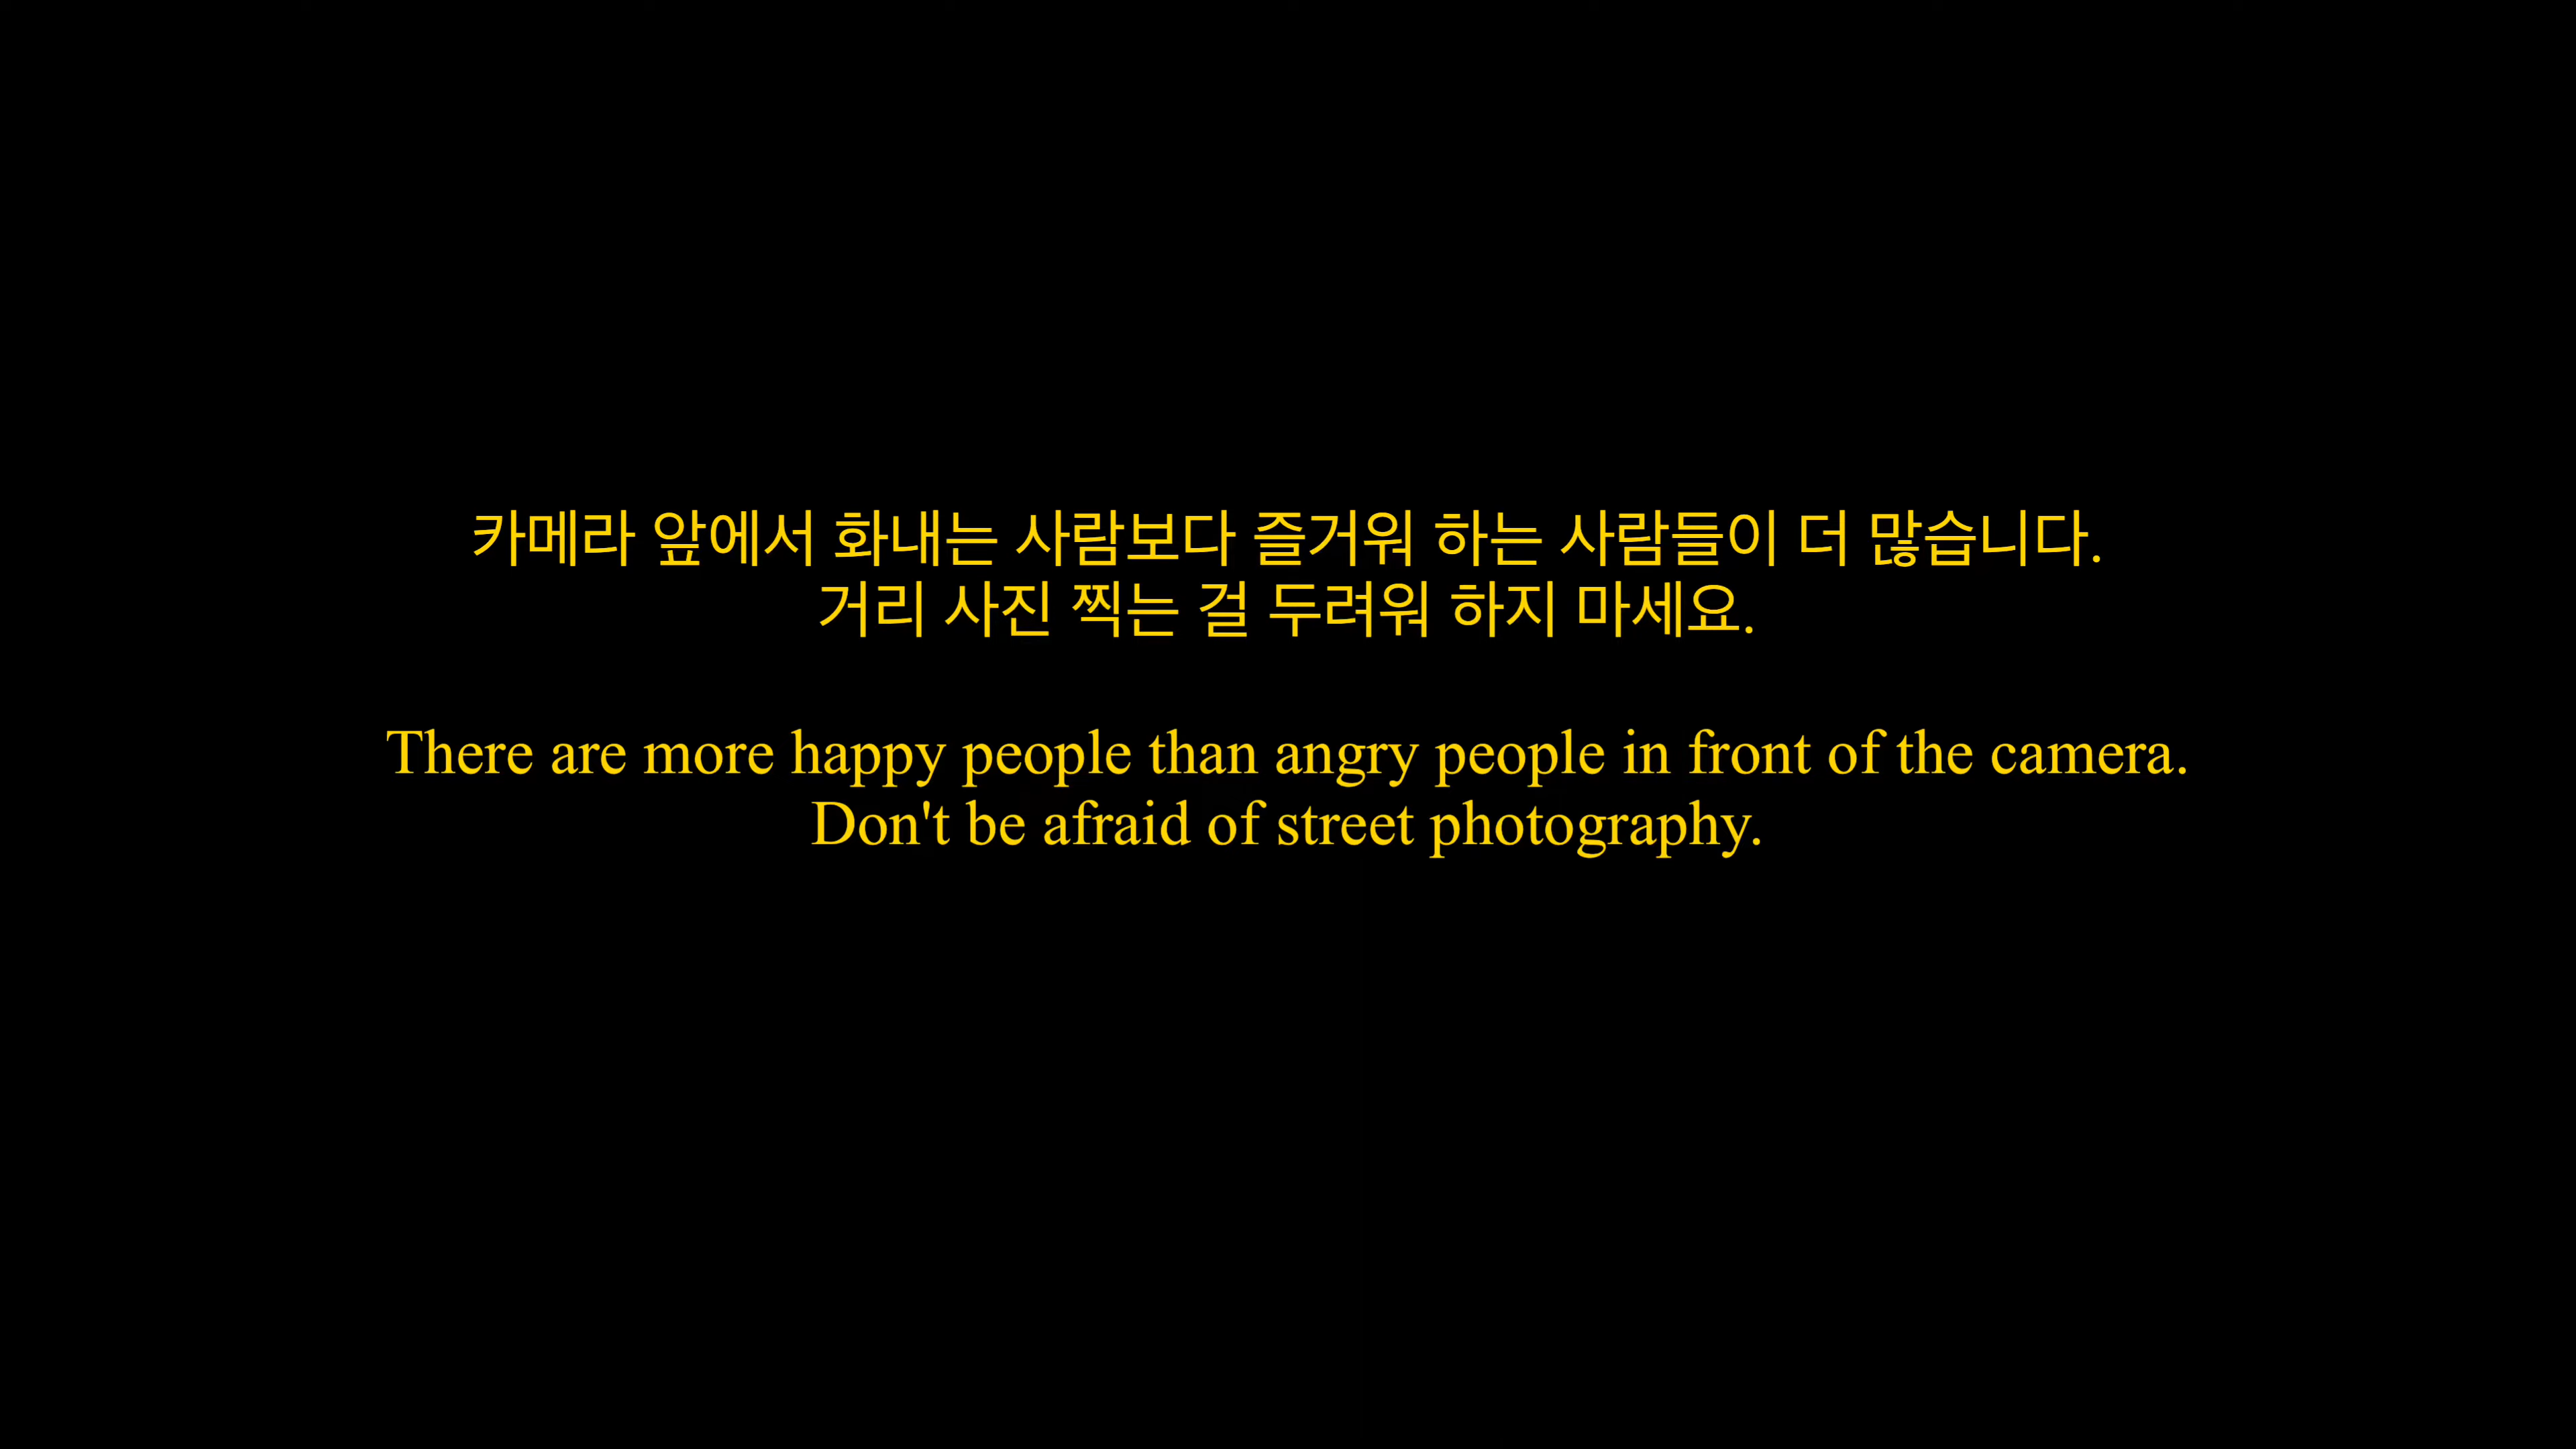 카메라 앞에서 화내는 사람보다 즐거워 하는 사람들이 더 많습니다.
거리 사진 찍는 걸 두려워 하지 마세요.
There are more happy people than angry people in front of the camera.
Don't be afraid of street photography.